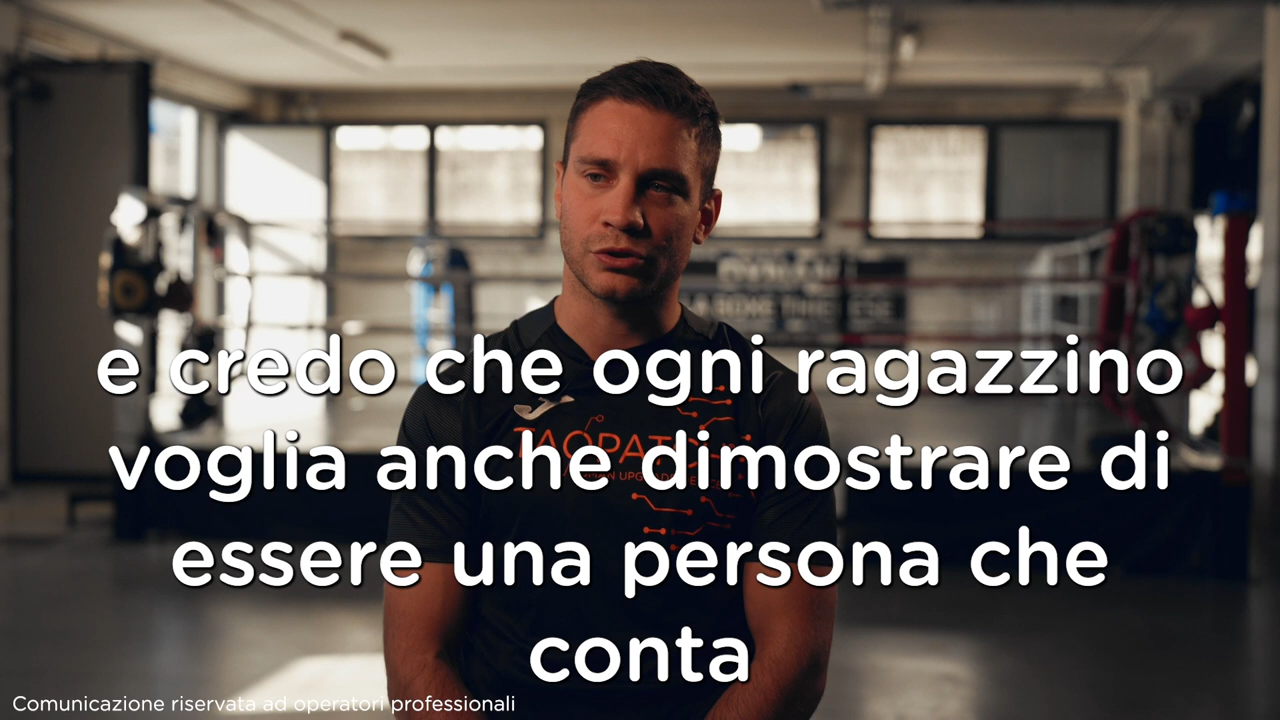 e credo che ogni ragazzino
voglia anche dimostrare di
essere una persona che
conta
Comunicazione riservata ad operatori professionali